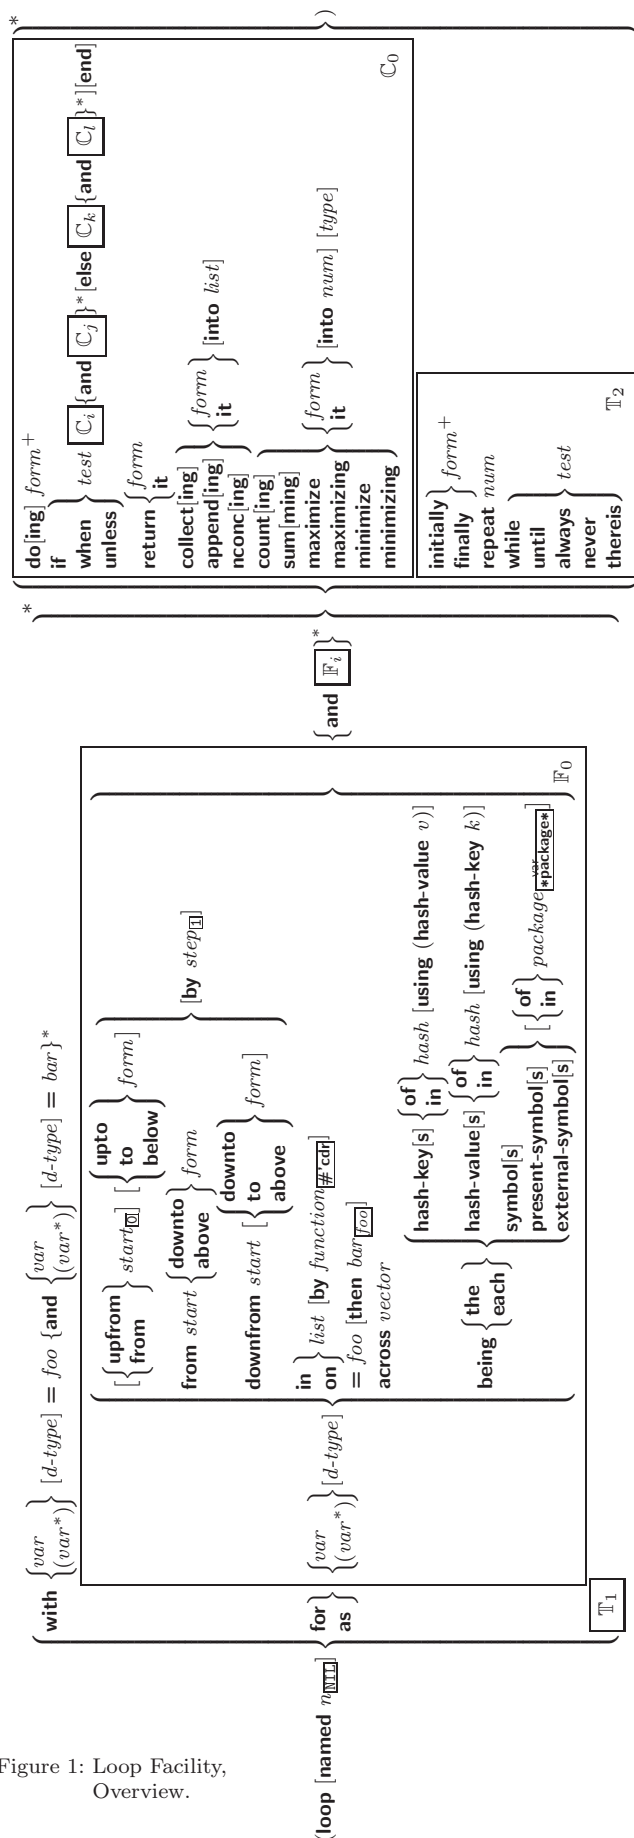 (loop [named n NIL]
with {var (var*)} [d-type] = foo {and {var (var*)} [d-type] = bar}*
𝕋1
for
as
{var (var*)} [d-type]
[{upfrom
from} start 0] [{upto
to
below} form]
from start {downto
above} form
downfrom start [{downto
to
above} form]
[by step 1]
in
on
list [by function #'cdr]
= foo [then bar foo]
across vector
being {the
each}
hash-key[s] {of
in} hash [using (hash-value v)]
hash-value[s] {of
in} hash [using (hash-key k)]
symbol[s]
present-symbol[s]
external-symbol[s]
[{of
in} package var *package*]
𝔽0
{and 𝔽i}*
*
do[ing] form+
if
when
unless
test
ℂi {and ℂj}* [else ℂk {and ℂl}*] [end]
return {form
it
collect[ing]
append[ing]
nconc[ing]
{form
it} [into list]
count[ing]
sum[ming]
maximize
maximizing
minimize
minimizing
{form
it} [into num] [type]
ℂ0
initially
finally
form+
repeat num
while
until
always
never
thereis
test
𝕋2
*
)
Figure 1: Loop Facility,
Overview.